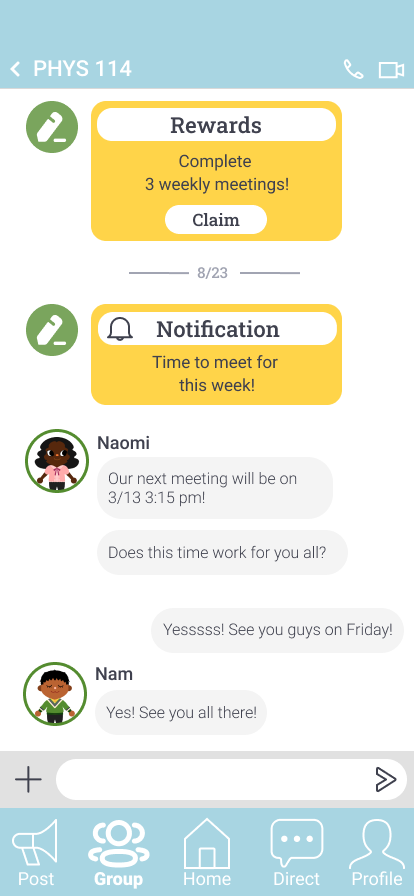 PHYS 114
Rewards
Complete
3 weekly meetings!
Claim
8/23
Notification
Time to meet for
this week!
Naomi
Our next meeting will be on
3/13 3:15 pm!
Does this time work for you all?
Yesssss! See you guys on Friday!
Nam
Yes! See you all there!
Post
Group
Home
Direct
Profile